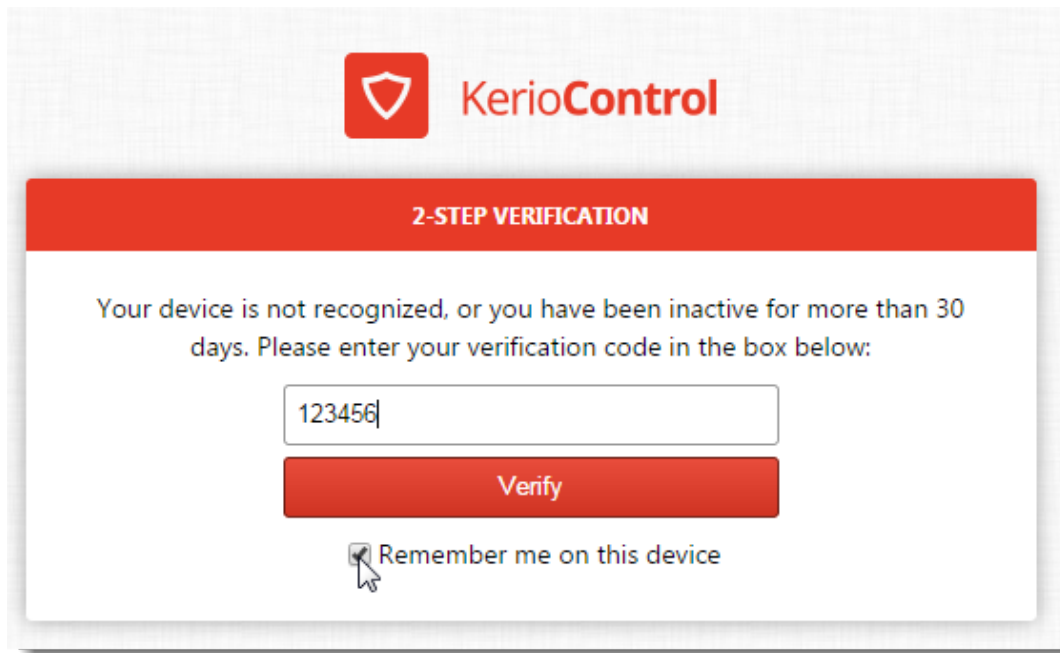 KerioControl
2-STEP VERIFICATION
Your device is not recognized, or you have been inactive for more than 30
days. Please enter your verification code in the box below:
123456
Verify
Remember me on this device